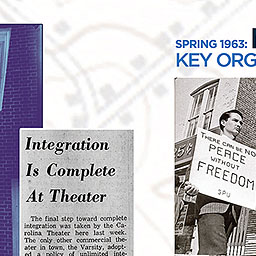 SPRING 1963:
KEY ORG
Integration
Is Complete
At Theater
The final step toward complete
integration was taken by the Ca-
rolina Theater here last week.
The only other commercial the-
ater in town, the Varsity, adopt-
ed a policy of unlimited inte-
THERE CAN BE NO
PEACE
WITHOUT
FREEDOM
SPU